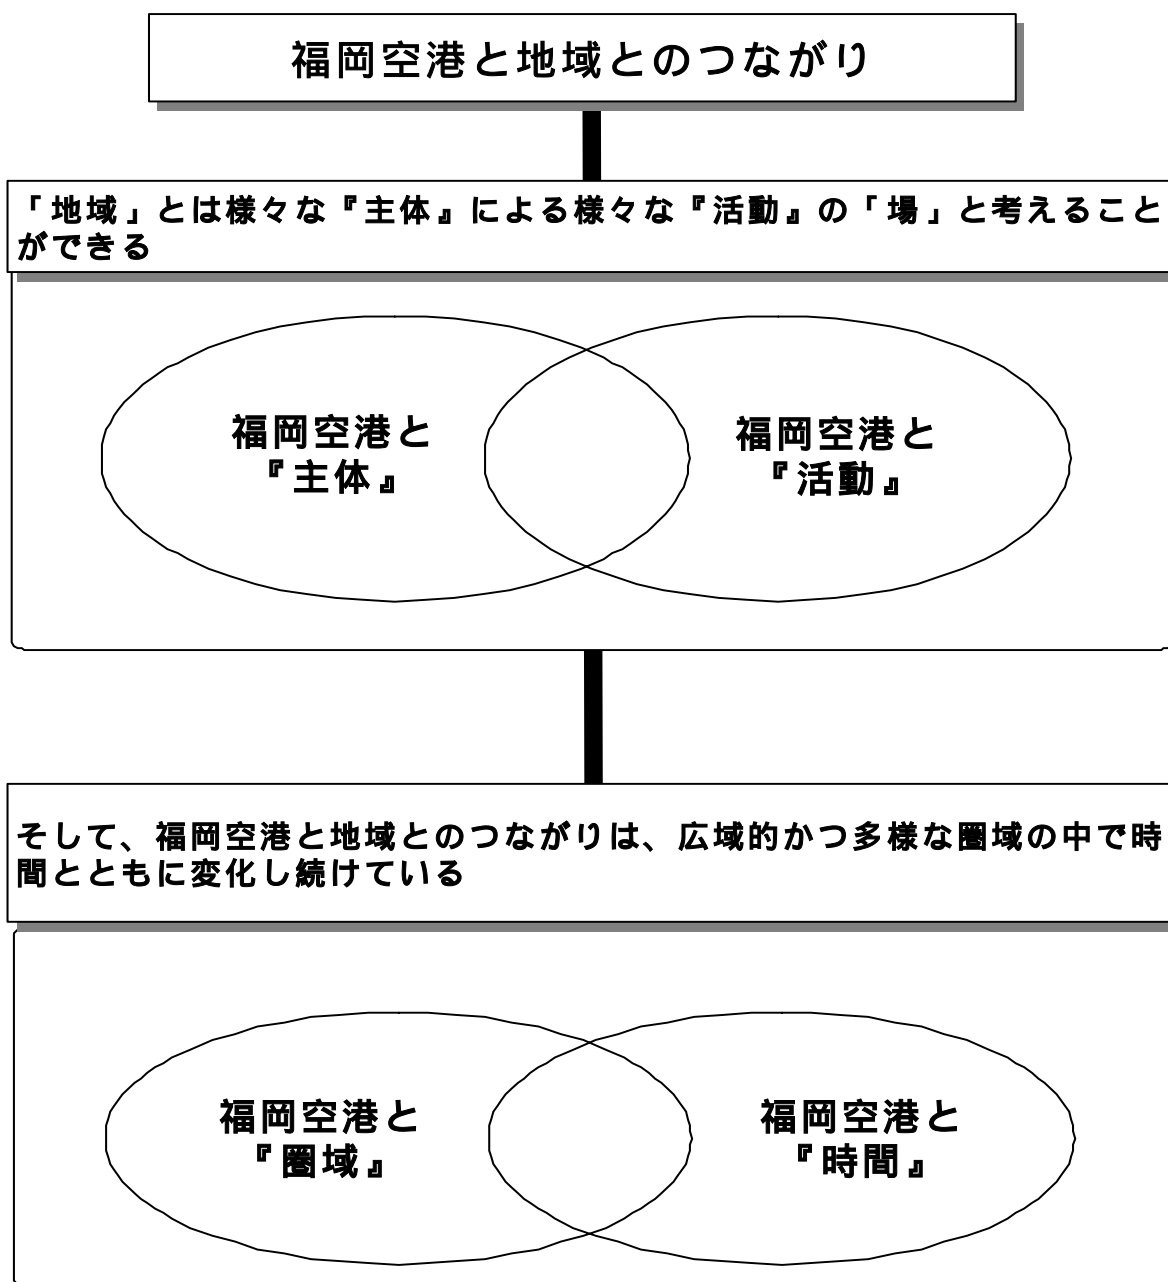 福岡空港と地域とのつながり
「地域」とは様々な『主体』による様々な『活動』の「場」と考えること
ができる
福岡空港と
『主体』
福岡空港と
『活動』
そして、福岡空港と地域とのつながりは、広域的かつ多様な圏域の中で時
間とともに変化し続けている
福岡空港と
『圏域』
福岡空港と
『時間』